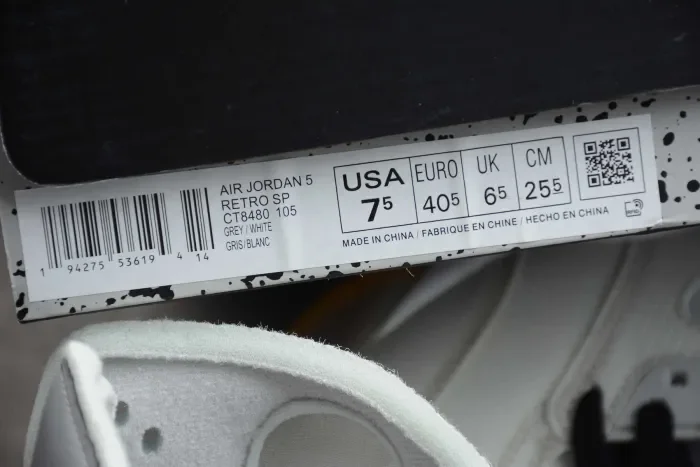 AIR JORDAN 5
RETRO SP
CT8480 105
GREY / WHITE
GRIS/BLANC
1 94275 53619 4 14
USA
7⁵
EURO
40⁵
UK
6⁵
CM
25⁵
MADE IN CHINA / FABRIQUE EN CHINE / HECHO EN CHINA